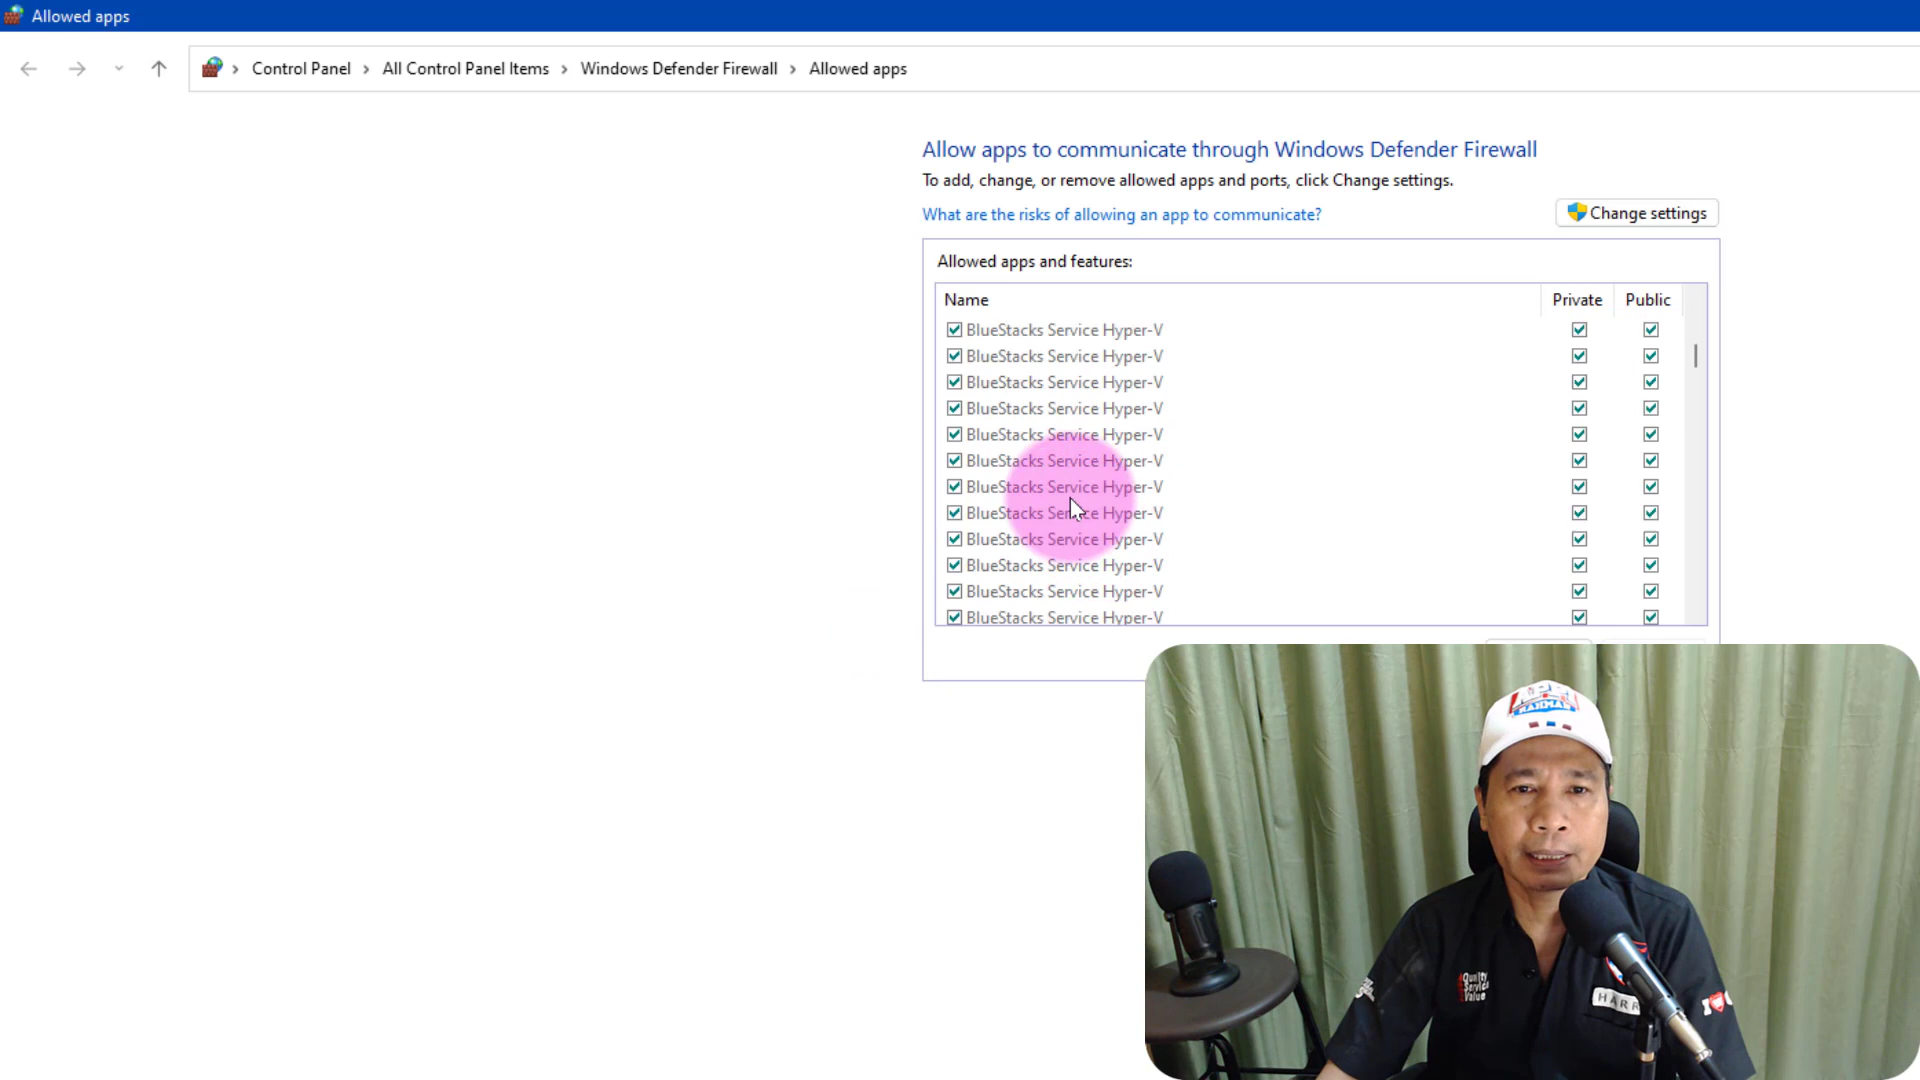 Allowed apps
Control Panel > All Control Panel Items > Windows Defender Firewall > Allowed apps
Allow apps to communicate through Windows Defender Firewall
To add, change, or remove allowed apps and ports, click Change settings.
What are the risks of allowing an app to communicate?
Change settings
Allowed apps and features:
Name Private Public
BlueStacks Service Hyper-V
BlueStacks Service Hyper-V
BlueStacks Service Hyper-V
BlueStacks Service Hyper-V
BlueStacks Service Hyper-V
BlueStacks Service Hyper-V
BlueStacks Service Hyper-V
BlueStacks Service Hyper-V
BlueStacks Service Hyper-V
BlueStacks Service Hyper-V
BlueStacks Service Hyper-V
BlueStacks Service Hyper-V
Quality
Service
Value
HARR